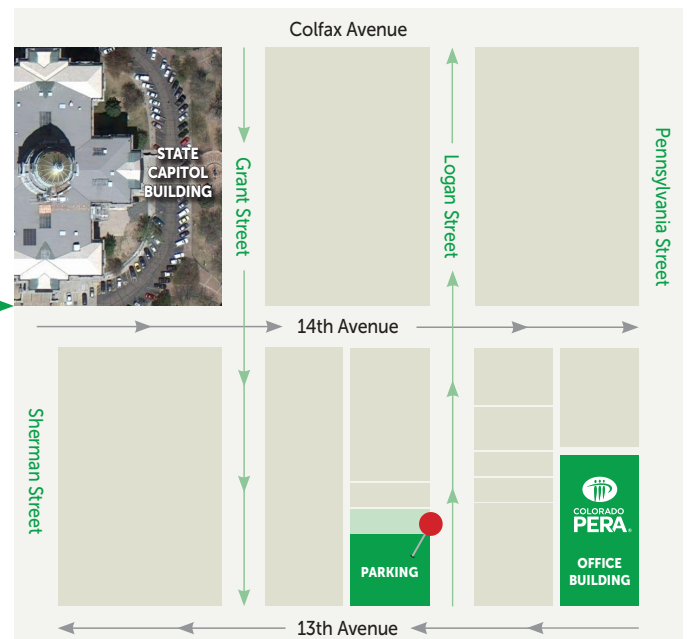 Colfax Avenue
STATE
CAPITOL
BUILDING
Grant Street
Logan Street
Pennsylvania Street
14th Avenue
Sherman Street
COLORADO
PERA®
OFFICE
BUILDING
PARKING
13th Avenue